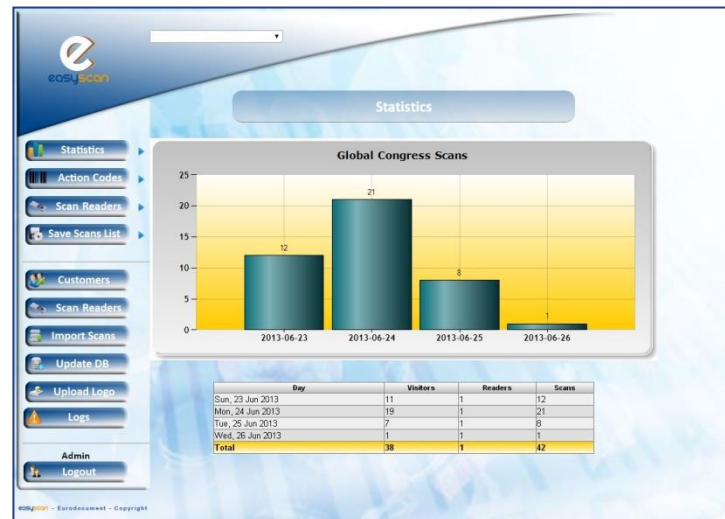 easyscan
Statistics
Statistics
Action Codes
Scan Readers
Save Scans List
Customers
Scan Readers
Import Scans
Update DB
Upload Logo
Logs
Admin
Logout
easyscan - Eurodocument - Copyright
Global Congress Scans
25
20
15
10
5
0
12
21
8
1
2013-06-23 2013-06-24 2013-06-25 2013-06-26
Day Visitors Readers Scans
Sun, 23 Jun 2013 11 1 12
Mon, 24 Jun 2013 19 1 21
Tue, 25 Jun 2013 7 1 8
Wed, 26 Jun 2013 1 1 1
Total 38 1 42